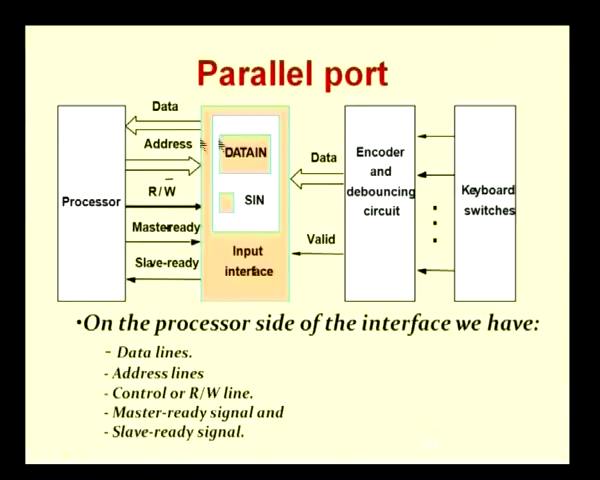 Parallel port
Data
Address
R/W̅
Master-ready
Slave-ready
Processor
DATAIN
SIN
Input
interface
Data
Valid
Encoder
and
debouncing
circuit
Keyboard
switches
•On the processor side of the interface we have:
- Data lines.
- Address lines
- Control or R/W line.
- Master-ready signal and
- Slave-ready signal.